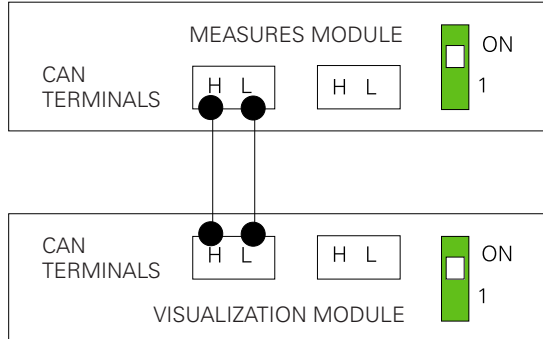 MEASURES MODULE
ON
CAN
TERMINALS
H L
H L
1
CAN
TERMINALS
H L
H L
ON
1
VISUALIZATION MODULE